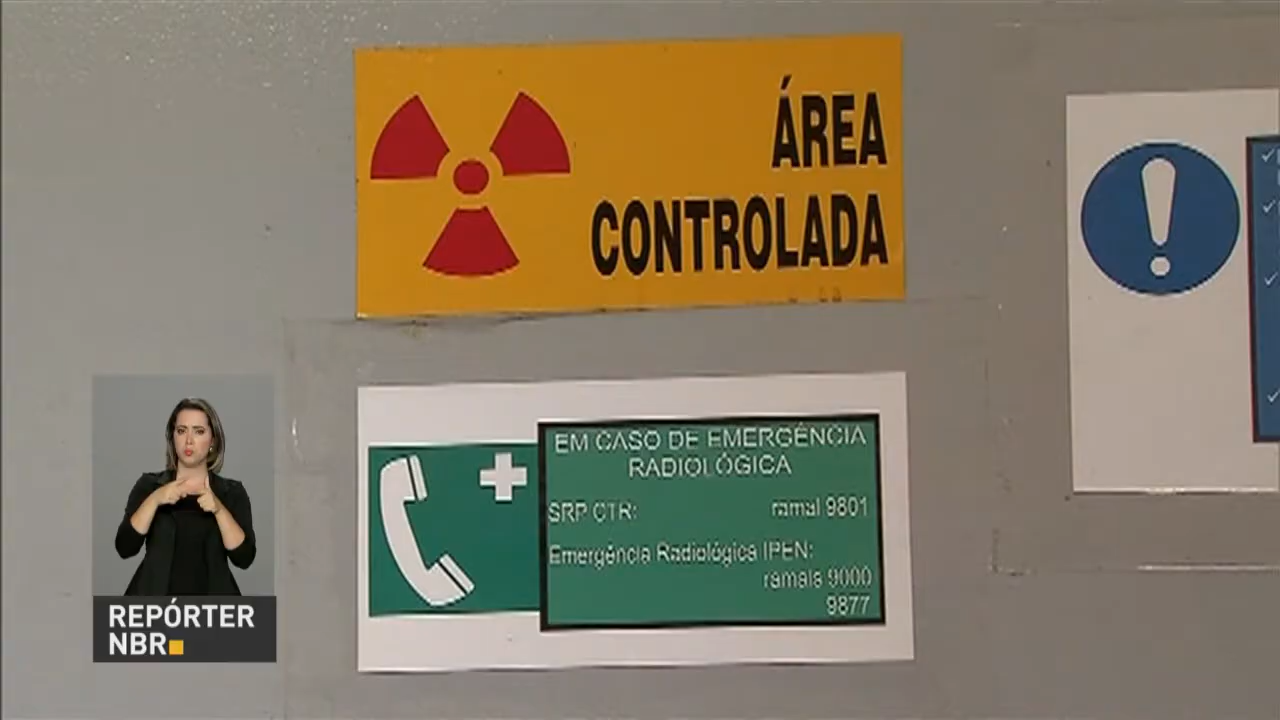 ÁREA
CONTROLADA
EM CASO DE EMERGÊNCIA
RADIOLÓGICA
SRP CTR: ramal 9801
Emergência Radiológica IPEN:
ramais 9000
9877
REPÓRTER
NBR